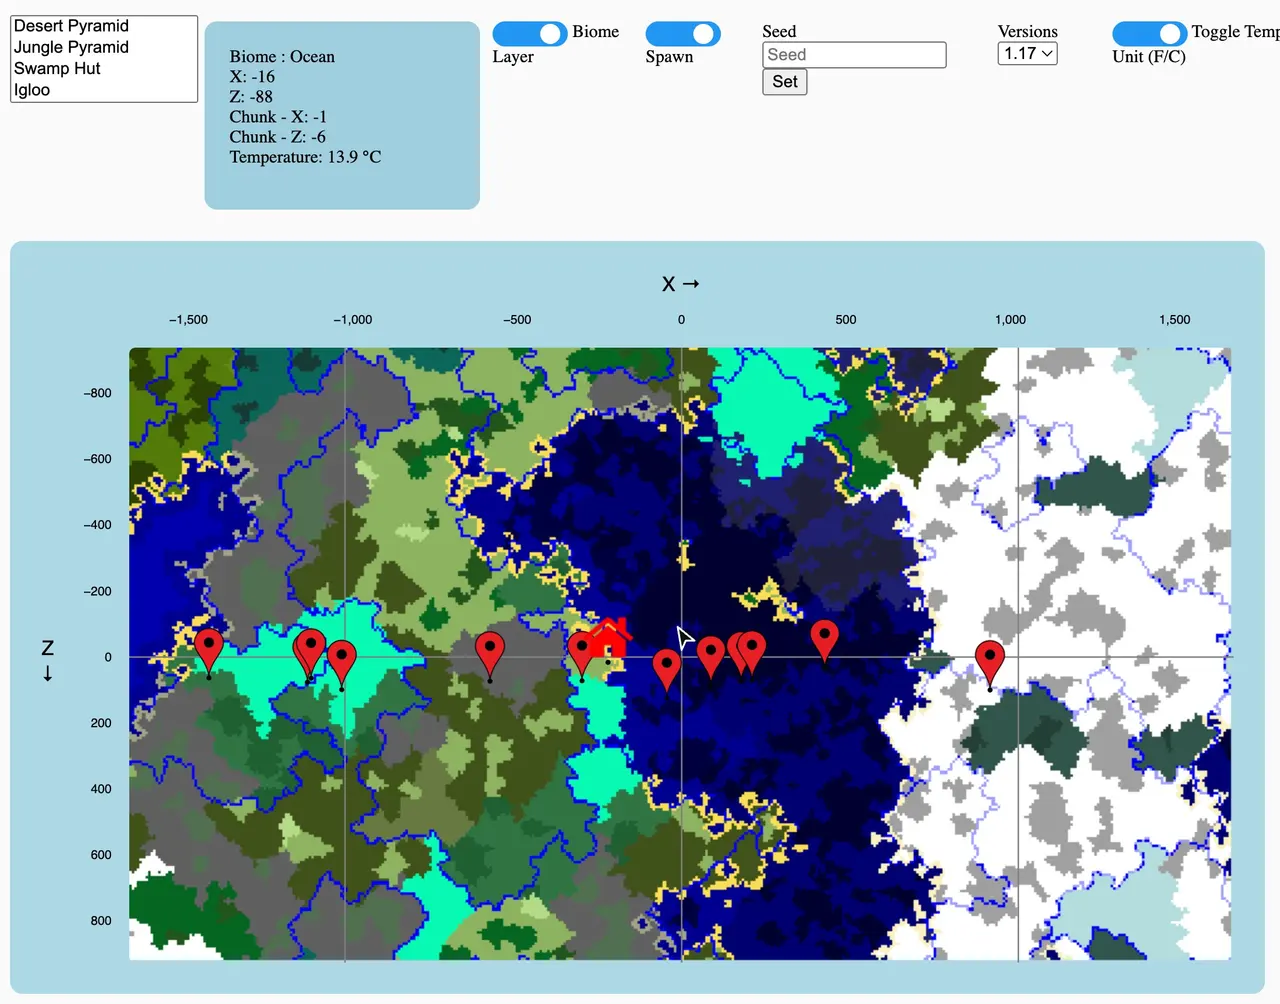 Desert Pyramid
Jungle Pyramid
Swamp Hut
Igloo
Biome : Ocean
X: -16
Z: -88
Chunk - X: -1
Chunk - Z: -6
Temperature: 13.9 °C
Biome
Layer
Spawn
Seed
Seed
Set
Versions
1.17
Toggle Temp
Unit (F/C)
X →
−1,500 −1,000 −500 0 500 1,000 1,500
−800
−600
−400
−200
Z
↓
0
200
400
600
800